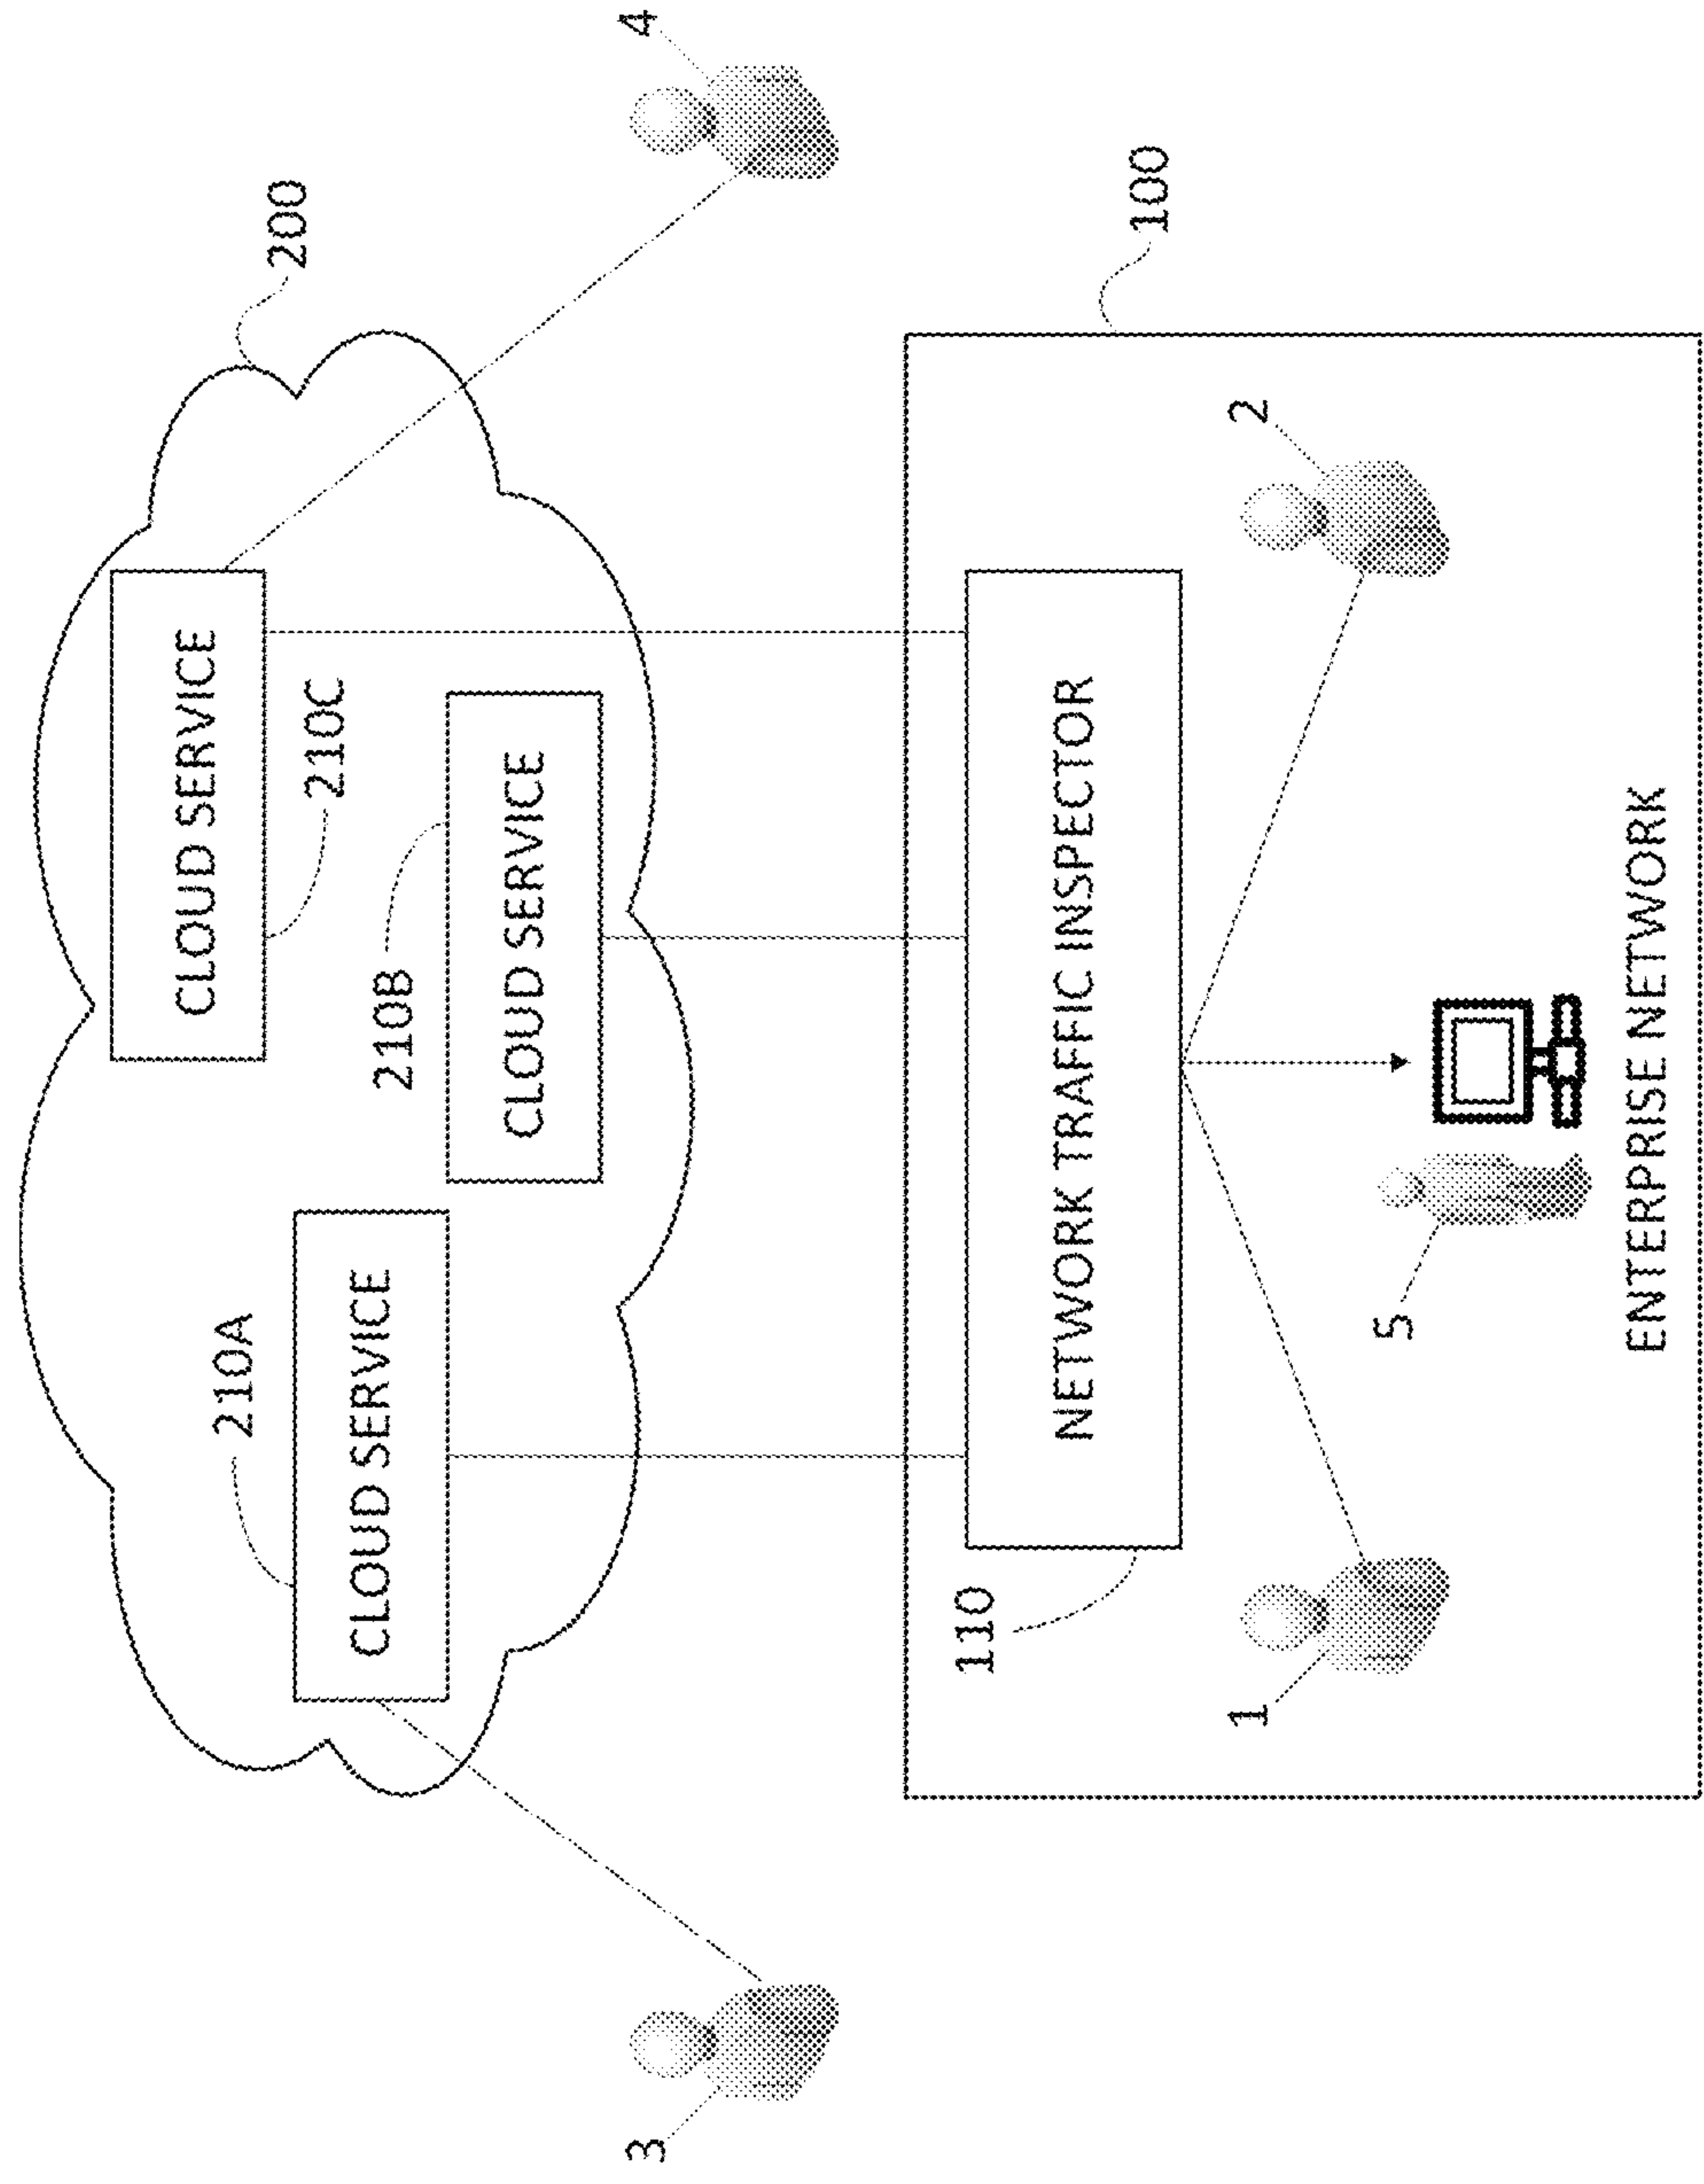 200
CLOUD SERVICE
210C
210A
210B
CLOUD SERVICE
CLOUD SERVICE
3
4
100
110
NETWORK TRAFFIC INSPECTOR
1
2
5
ENTERPRISE NETWORK